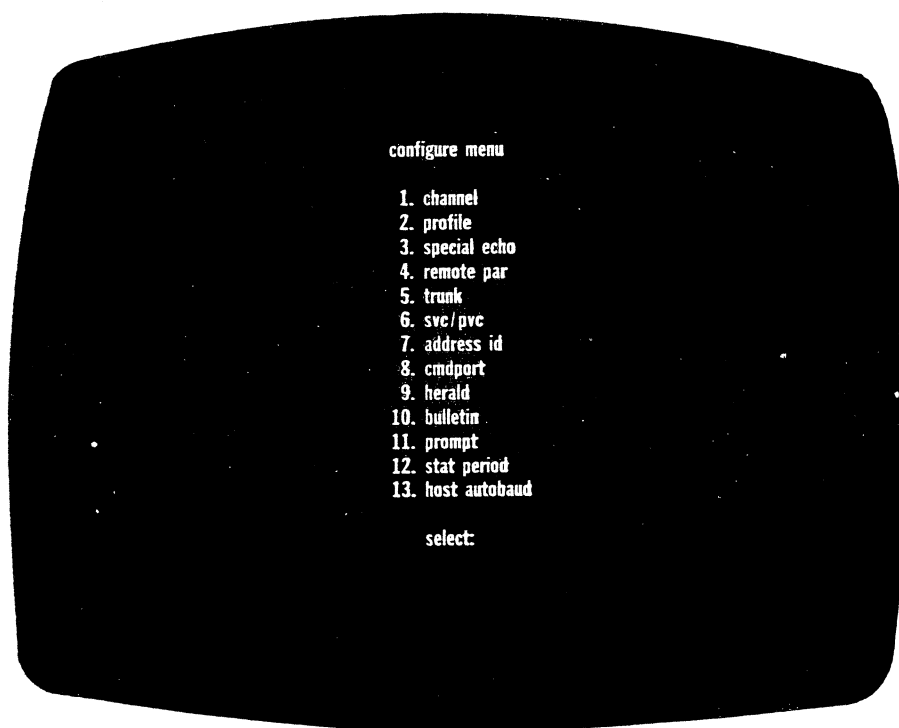 configure menu
1. channel
2. profile
3. special echo
4. remote par
5. trunk
6. svc/pvc
7. address id
8. cmdport
9. herald
10. bulletin
11. prompt
12. stat period
13. host autobaud
select: